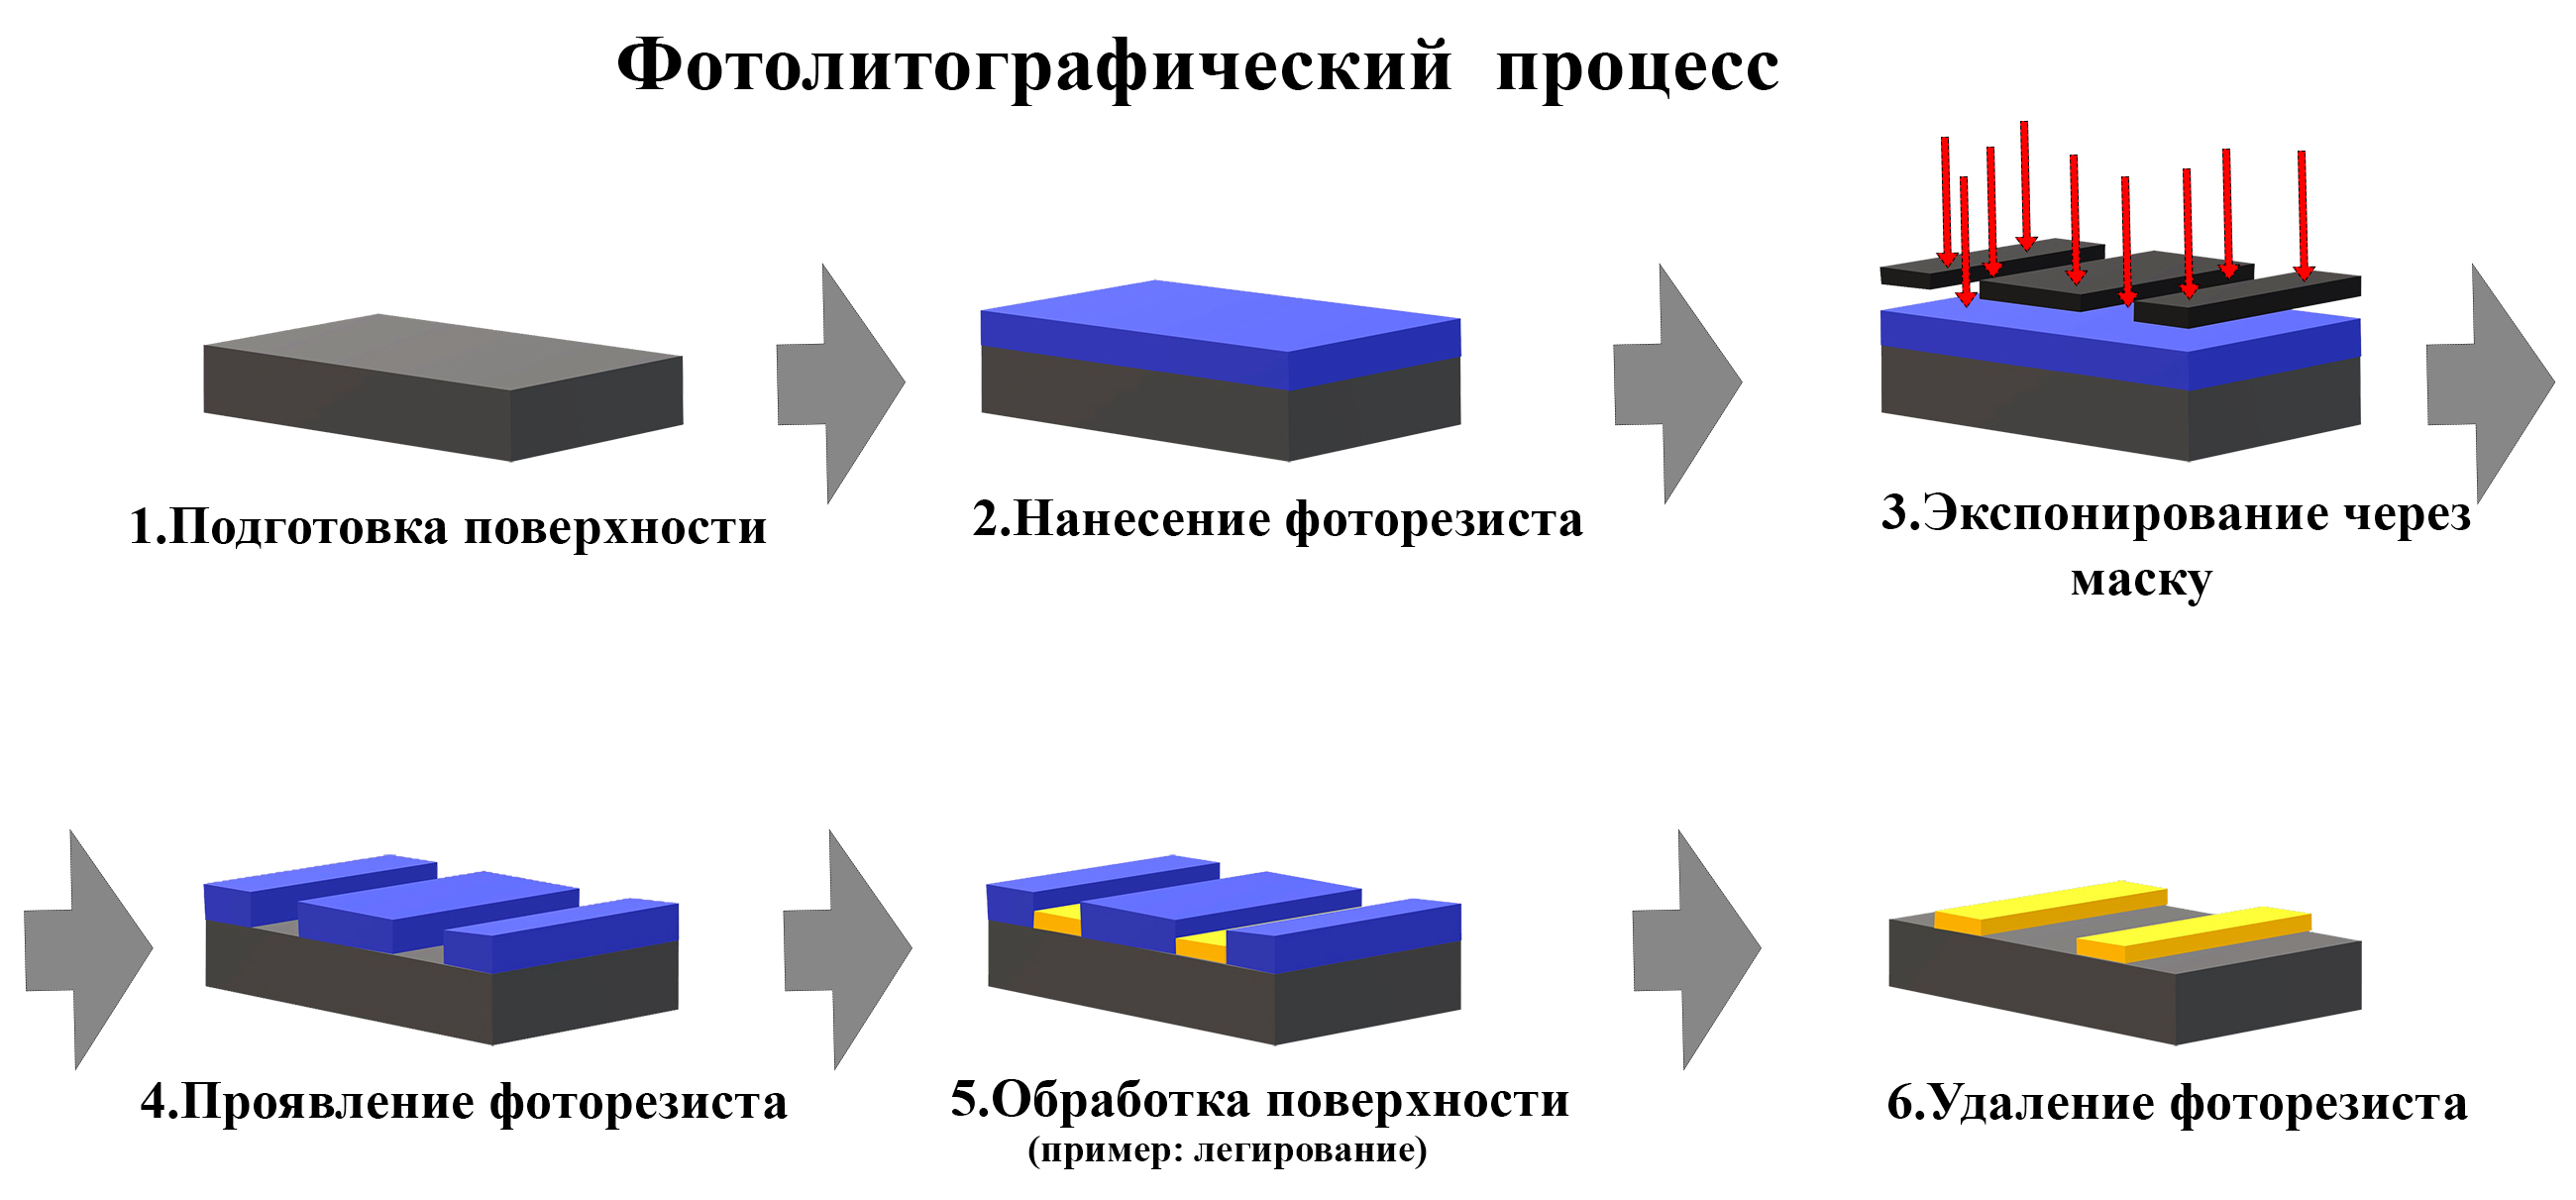 Фотолитографический процесс
1.Подготовка поверхности
2.Нанесение фоторезиста
3.Экспонирование через
маску
4.Проявление фоторезиста
5.Обработка поверхности
(пример: легирование)
6.Удаление фоторезиста